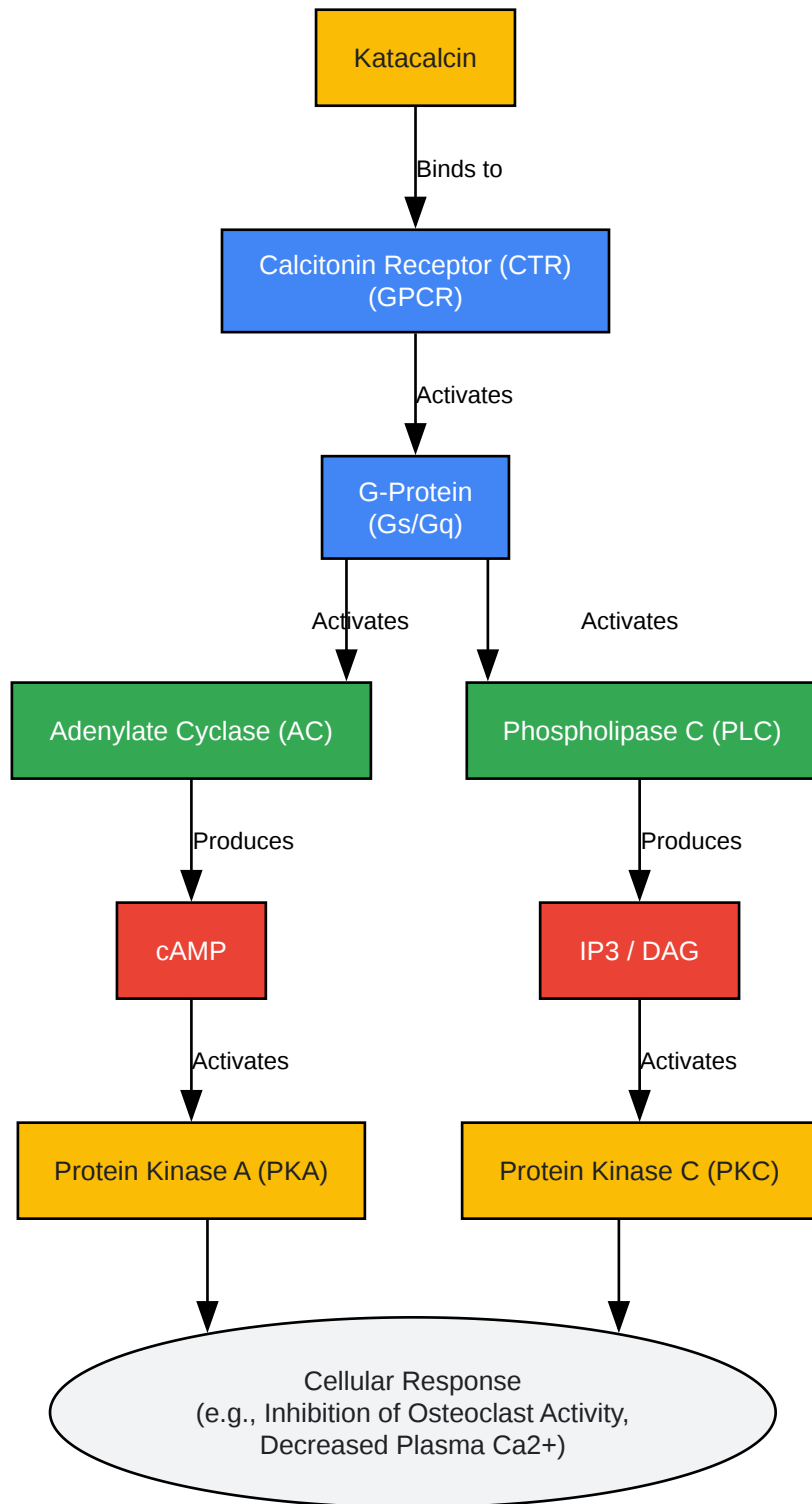 Katacalcin
Binds to
Calcitonin Receptor (CTR)
(GPCR)
Activates
G-Protein
(Gs/Gq)
Activates
Activates
Adenylate Cyclase (AC)
Phospholipase C (PLC)
Produces
Produces
cAMP
IP3 / DAG
Activates
Activates
Protein Kinase A (PKA)
Protein Kinase C (PKC)
Cellular Response
(e.g., Inhibition of Osteoclast Activity,
Decreased Plasma Ca2+)